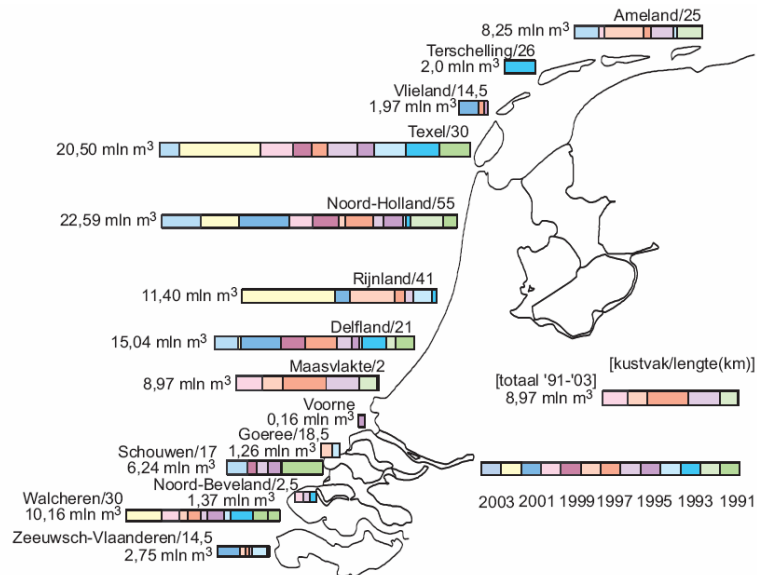 Ameland/25
8,25 mln m3
Terschelling/26
2,0 mln m3
Vlieland/14,5
1,97 mln m3
Texel/30
20,50 mln m3
Noord-Holland/55
22,59 mln m3
Rijnland/41
11,40 mln m3
Delfland/21
15,04 mln m3
Maasvlakte/2
8,97 mln m3
[kustvak/lengte(km)]
[totaal '91-'03]
8,97 mln m3
Voorne
0,16 mln m3
Goeree/18,5
1,26 mln m3
Schouwen/17
6,24 mln m3
Noord-Beveland/2,5
1,37 mln m3
Walcheren/30
10,16 mln m3
Zeeuwsch-Vlaanderen/14,5
2,75 mln m3
2003 2001 1999 1997 1995 1993 1991